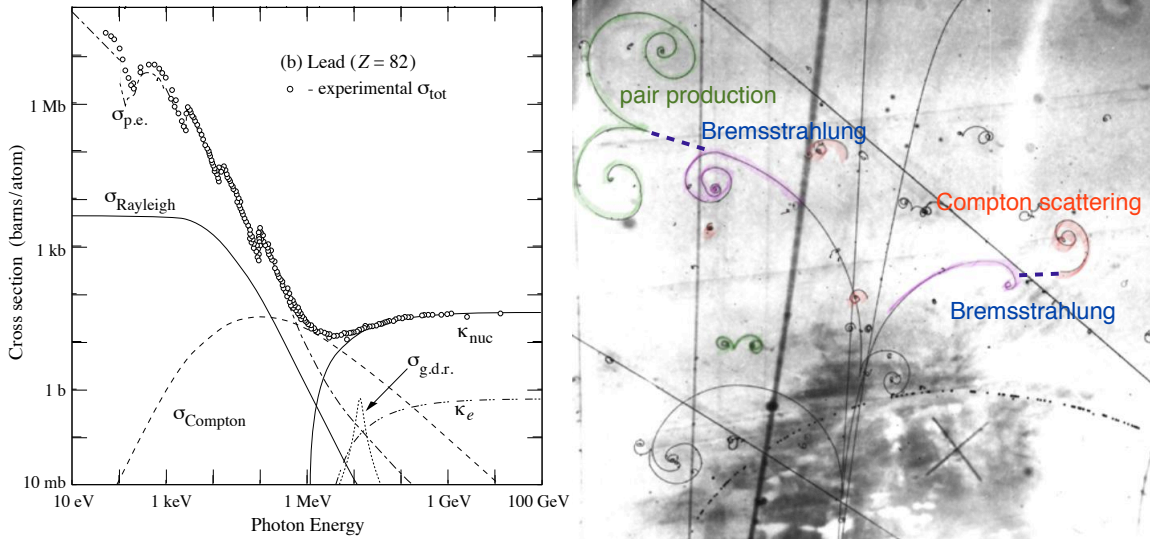 (b) Lead (Z = 82)
- experimental σtot
σp.e.
σRayleigh
σCompton
κnuc
σg.d.r.
κe
1 Mb
1 kb
1 b
10 mb
Cross section (barns/atom)
10 eV 1 keV 1 MeV 1 GeV 100 GeV
Photon Energy
pair production
Bremsstrahlung
Compton scattering
Bremsstrahlung